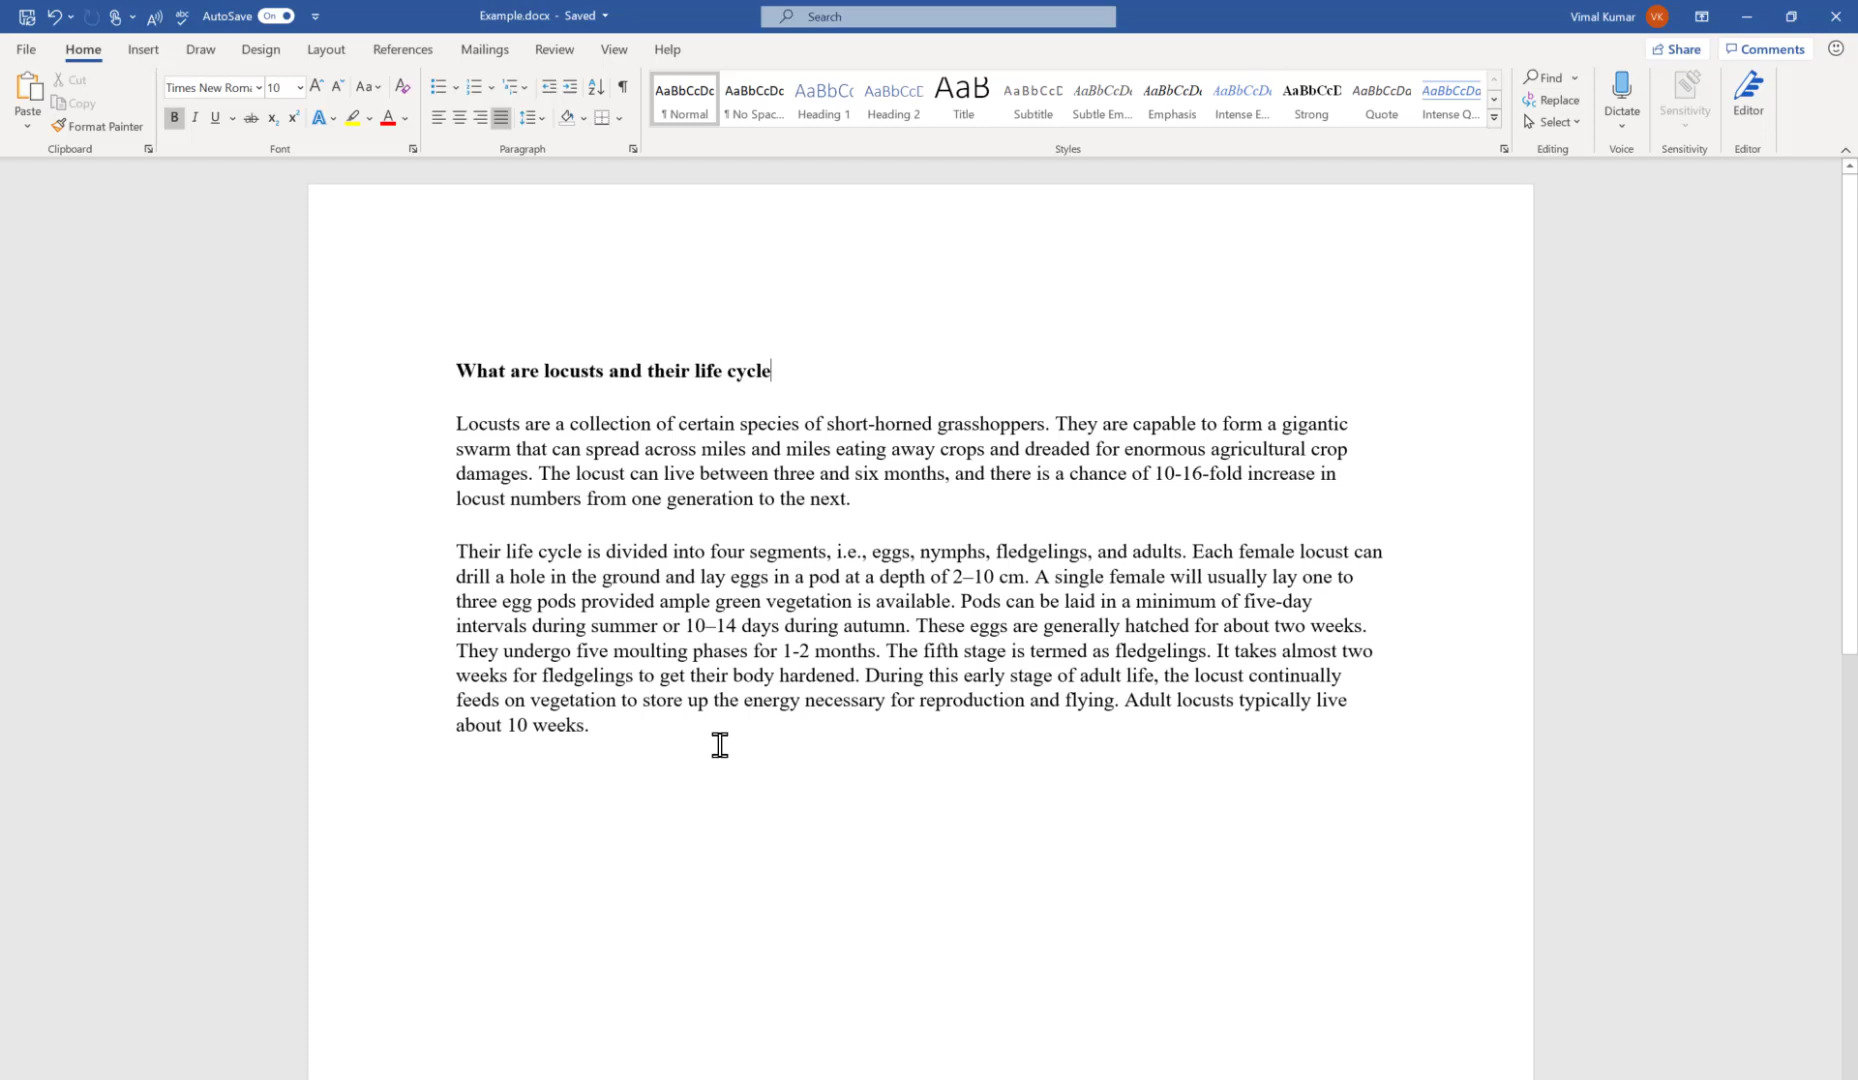 AutoSave On
Example.docx - Saved
Search
Vimal Kumar VK
File Home Insert Draw Design Layout References Mailings Review View Help
Share Comments
Paste
Cut
Copy
Format Painter
Clipboard
Times New Roma 10
Aa
B I U ab x₂ x² A A
Font
Paragraph
AaBbCcDc AaBbCcDc AaBbCc AaBbCcD AaB AaBbCcD AaBbCcDc AaBbCcDc AaBbCcDc AaBbCcD AaBbCcDc AaBbCcDc
¶ Normal ¶ No Spac... Heading 1 Heading 2 Title Subtitle Subtle Em... Emphasis Intense E... Strong Quote Intense Q...
Styles
Find
Replace
Select
Editing
Dictate
Voice
Sensitivity
Sensitivity
Editor
Editor
What are locusts and their life cycle
Locusts are a collection of certain species of short-horned grasshoppers. They are capable to form a gigantic
swarm that can spread across miles and miles eating away crops and dreaded for enormous agricultural crop
damages. The locust can live between three and six months, and there is a chance of 10-16-fold increase in
locust numbers from one generation to the next.
Their life cycle is divided into four segments, i.e., eggs, nymphs, fledgelings, and adults. Each female locust can
drill a hole in the ground and lay eggs in a pod at a depth of 2–10 cm. A single female will usually lay one to
three egg pods provided ample green vegetation is available. Pods can be laid in a minimum of five-day
intervals during summer or 10–14 days during autumn. These eggs are generally hatched for about two weeks.
They undergo five moulting phases for 1-2 months. The fifth stage is termed as fledgelings. It takes almost two
weeks for fledgelings to get their body hardened. During this early stage of adult life, the locust continually
feeds on vegetation to store up the energy necessary for reproduction and flying. Adult locusts typically live
about 10 weeks.